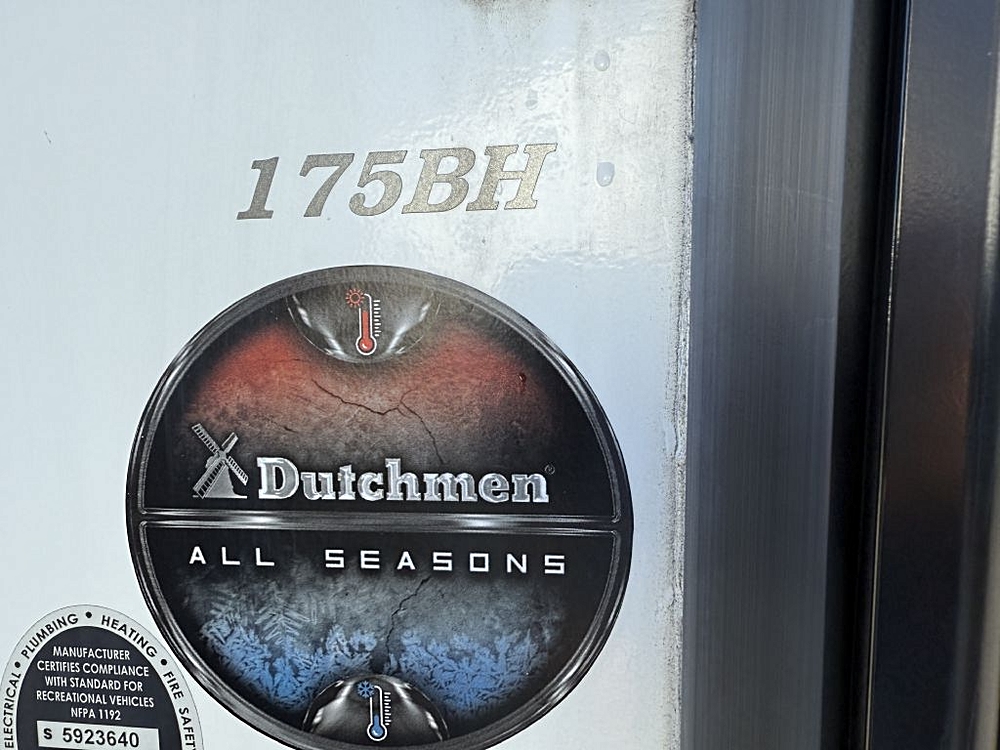 175BH
Dutchmen®
ALL SEASONS
ELECTRICAL • PLUMBING • HEATING • FIRE SAFETY
MANUFACTURER
CERTIFIES COMPLIANCE
WITH STANDARD FOR
RECREATIONAL VEHICLES
NFPA 1192
S 5923640